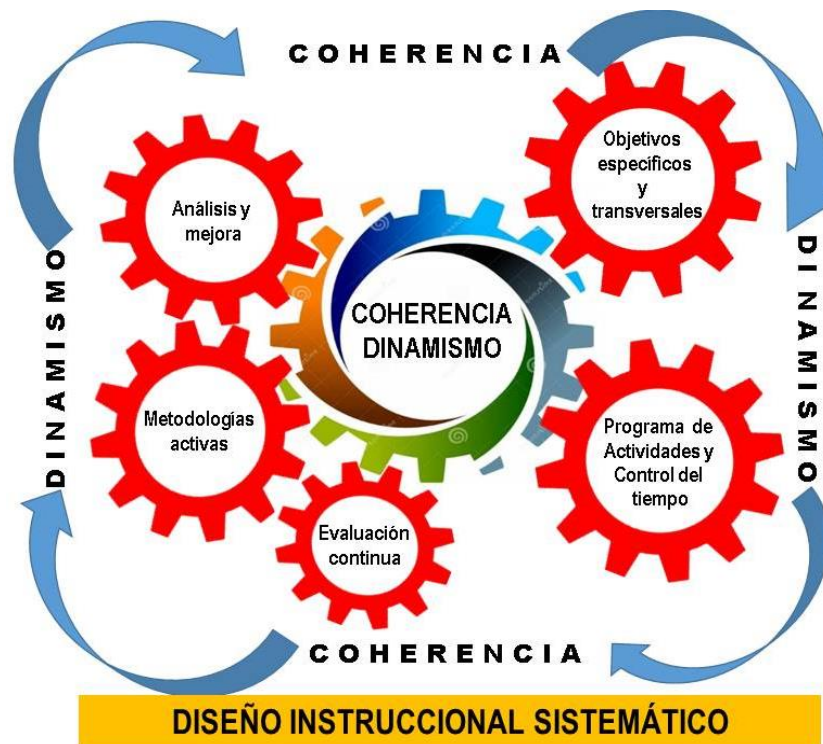 COHERENCIA
Objetivos
específicos
y
transversales
Análisis y
mejora
DINAMISMO
DINAMISMO
COHERENCIA
DINAMISMO
Metodologías
activas
Programa de
Actividades y
Control del
tiempo
Evaluación
continua
COHERENCIA
DISEÑO INSTRUCCIONAL SISTEMÁTICO